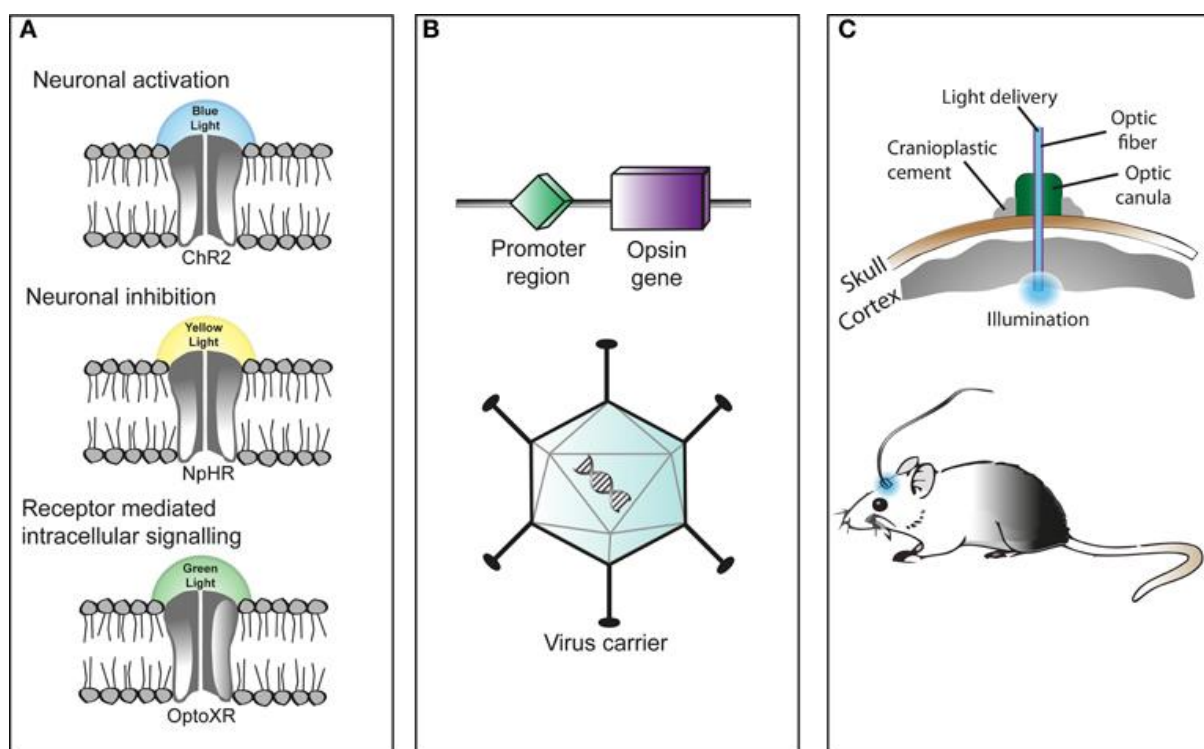 A
Neuronal activation
Blue
Light
ChR2
Neuronal inhibition
Yellow
Light
NpHR
Receptor mediated
intracellular signalling
Green
Light
OptoXR
B
Promoter
region
Opsin
gene
Virus carrier
C
Light delivery
Optic
fiber
Cranioplastic
cement
Optic
canula
Skull
Cortex
Illumination